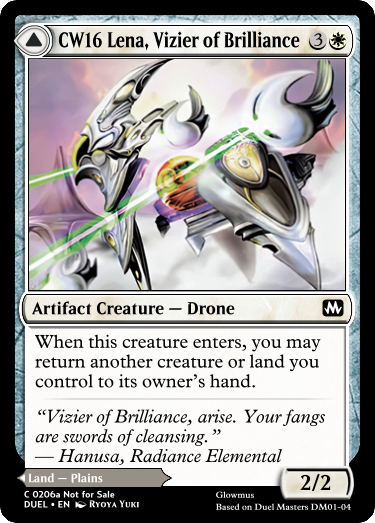 CW16 Lena, Vizier of Brilliance 3
Artifact Creature — Drone
When this creature enters, you may
return another creature or land you
control to its owner's hand.
“Vizier of Brilliance, arise. Your fangs
are swords of cleansing.”
— Hanusa, Radiance Elemental
Land — Plains
2/2
C 0206a Not for Sale
DUEL • EN Ryoya Yuki
Glowmus
Based on Duel Masters DM01-04